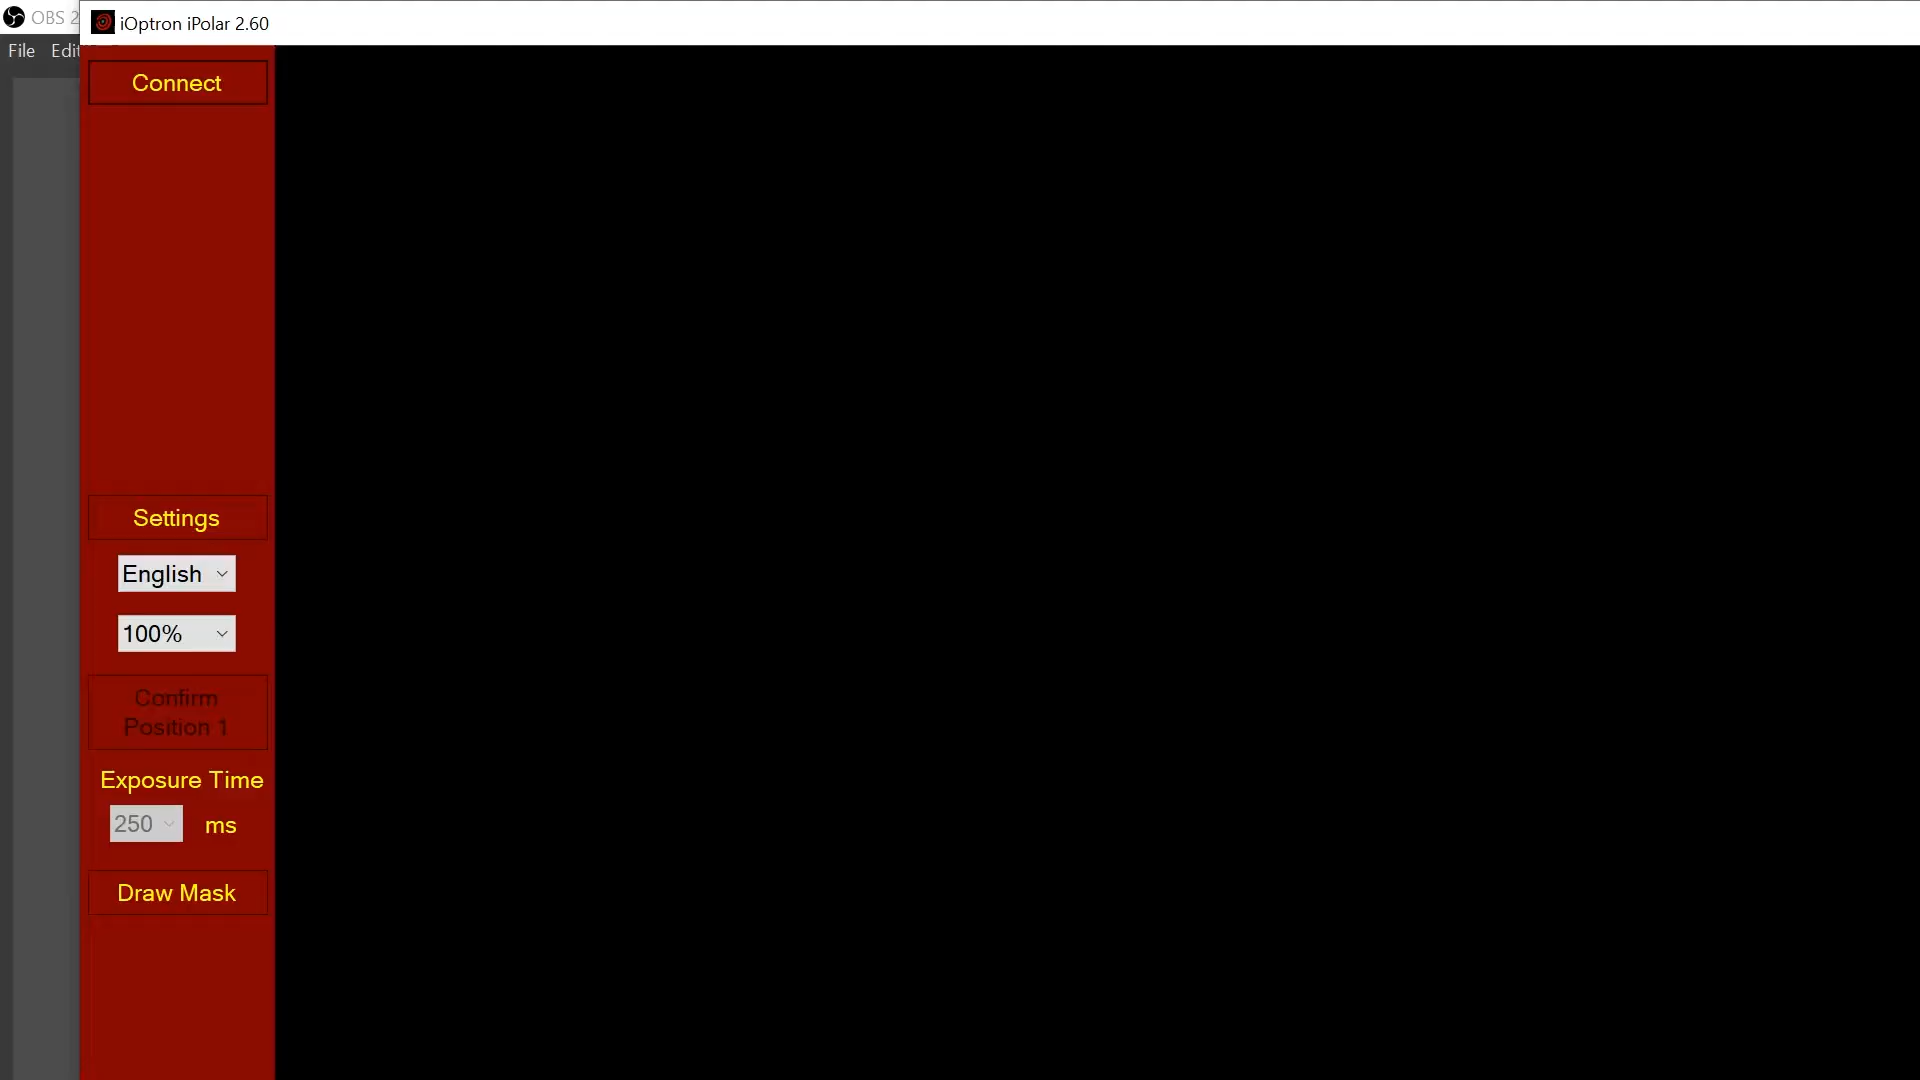 OBS 2
iOptron iPolar 2.60
File Edit
Connect
Settings
English
100%
Confirm
Position 1
Exposure Time
250 ms
Draw Mask